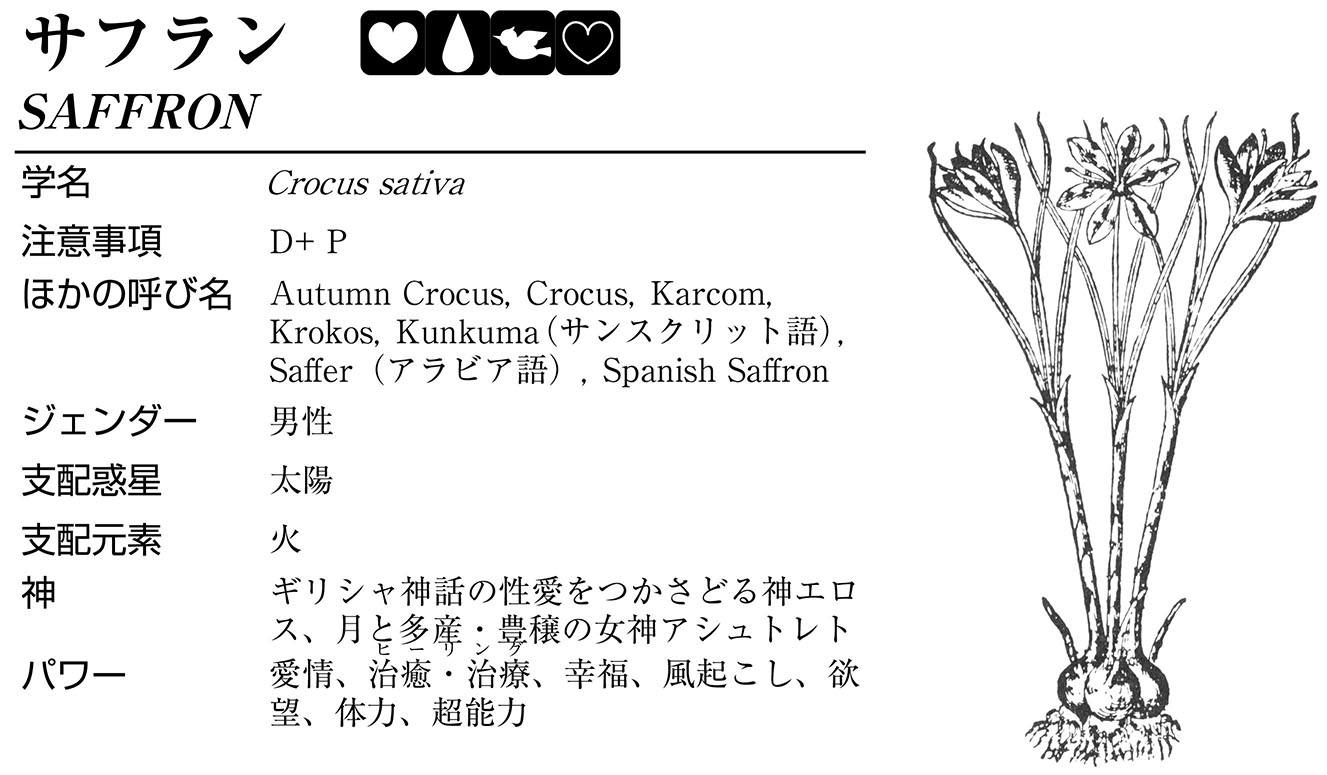 サフラン
SAFFRON
学名 Crocus sativa
注意事項 D+ P
ほかの呼び名 Autumn Crocus, Crocus, Karcom,
Krokos, Kunkuma（サンスクリット語）,
Saffer（アラビア語）, Spanish Saffron
ジェンダー 男性
支配惑星 太陽
支配元素 火
神 ギリシャ神話の性愛をつかさどる神エロ
ス、月と多産・豊穣の女神アシュトレト
ヒーリング
パワー 愛情、治癒・治療、幸福、風起こし、欲
望、体力、超能力